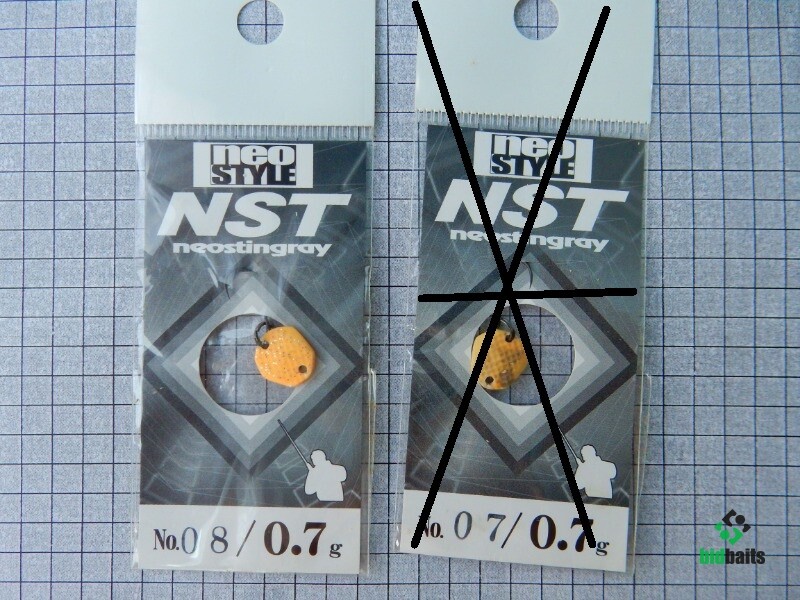 neo
STYLE
NST
neostingray
No.08/0.7g
neo
STYLE
NST
neostingray
No.07/0.7g
bidbaits